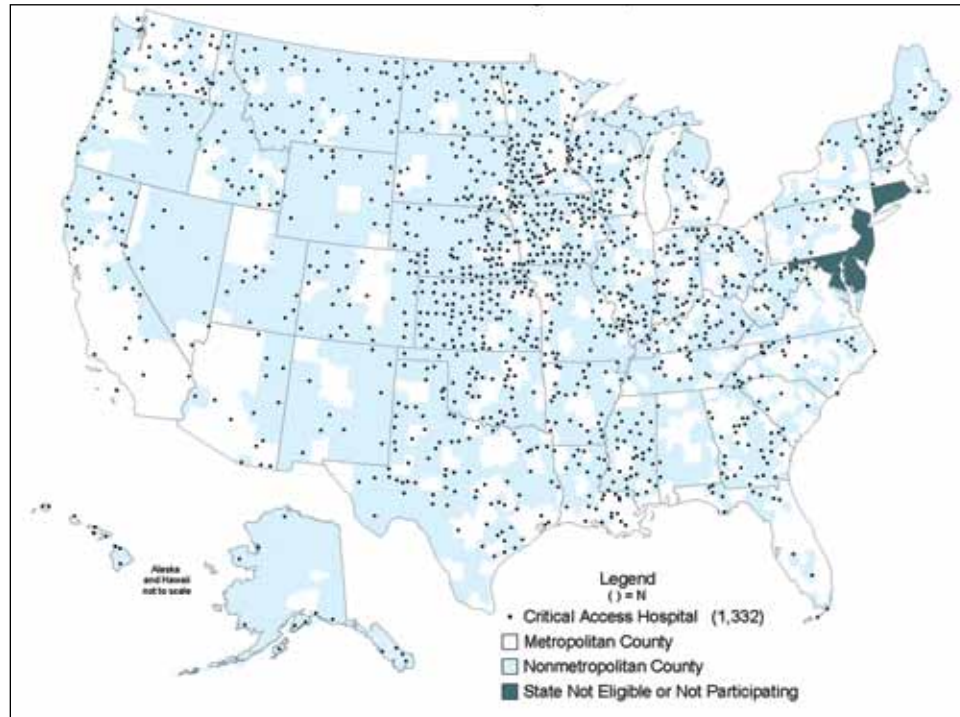 Alaska
and Hawaii
not to scale
Legend
( ) = N
Critical Access Hospital (1,332)
Metropolitan County
Nonmetropolitan County
State Not Eligible or Not Participating